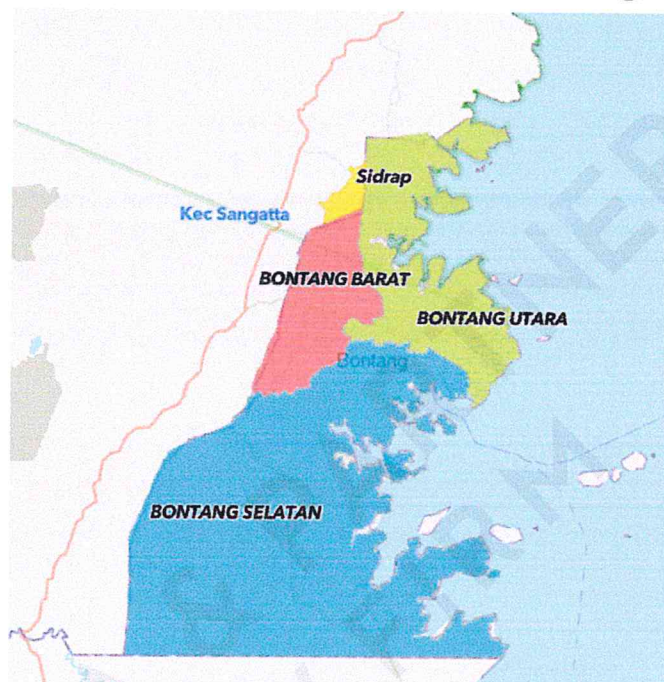 Sidrap
Kec Sangatta
BONTANG BARAT
BONTANG UTARA
Bontang
BONTANG SELATAN